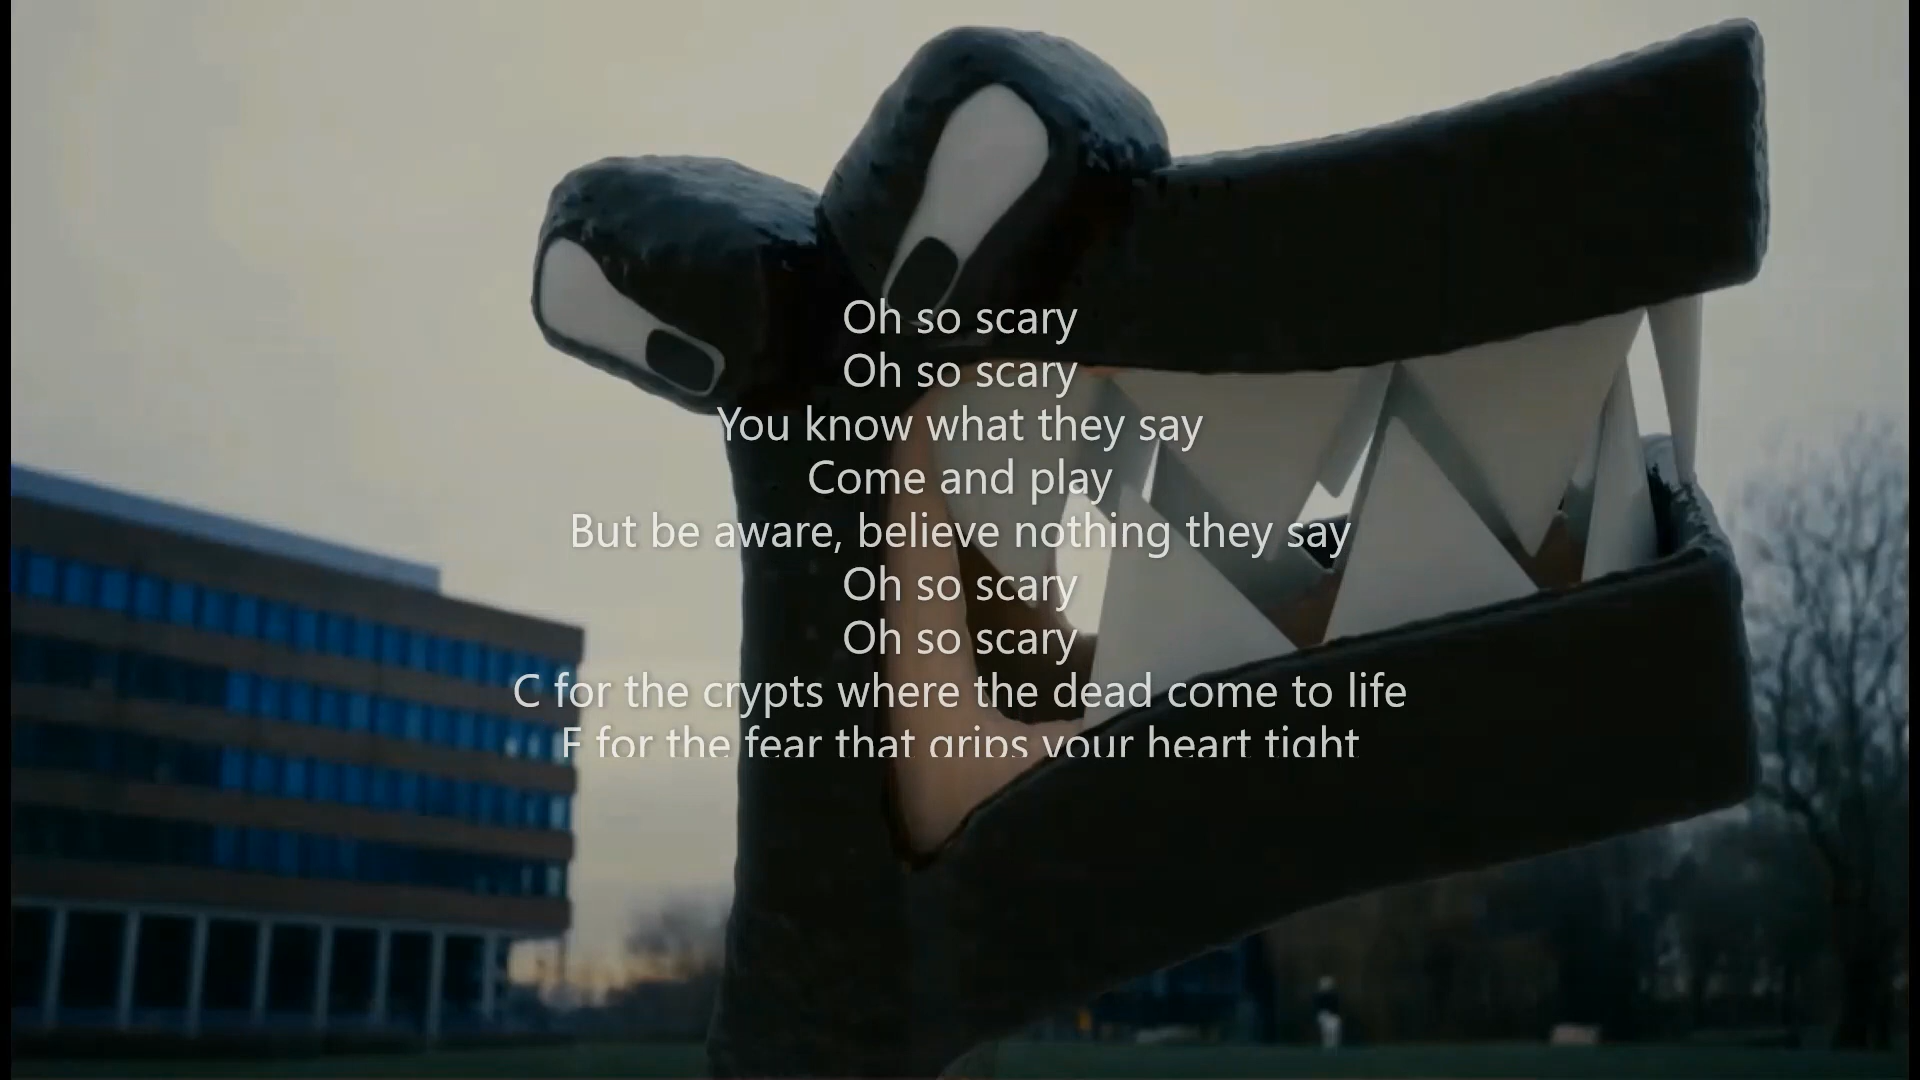 Oh so scary
Oh so scary
You know what they say
Come and play
But be aware, believe nothing they say
Oh so scary
Oh so scary
C for the crypts where the dead come to life
F for the fear that grips your heart tight